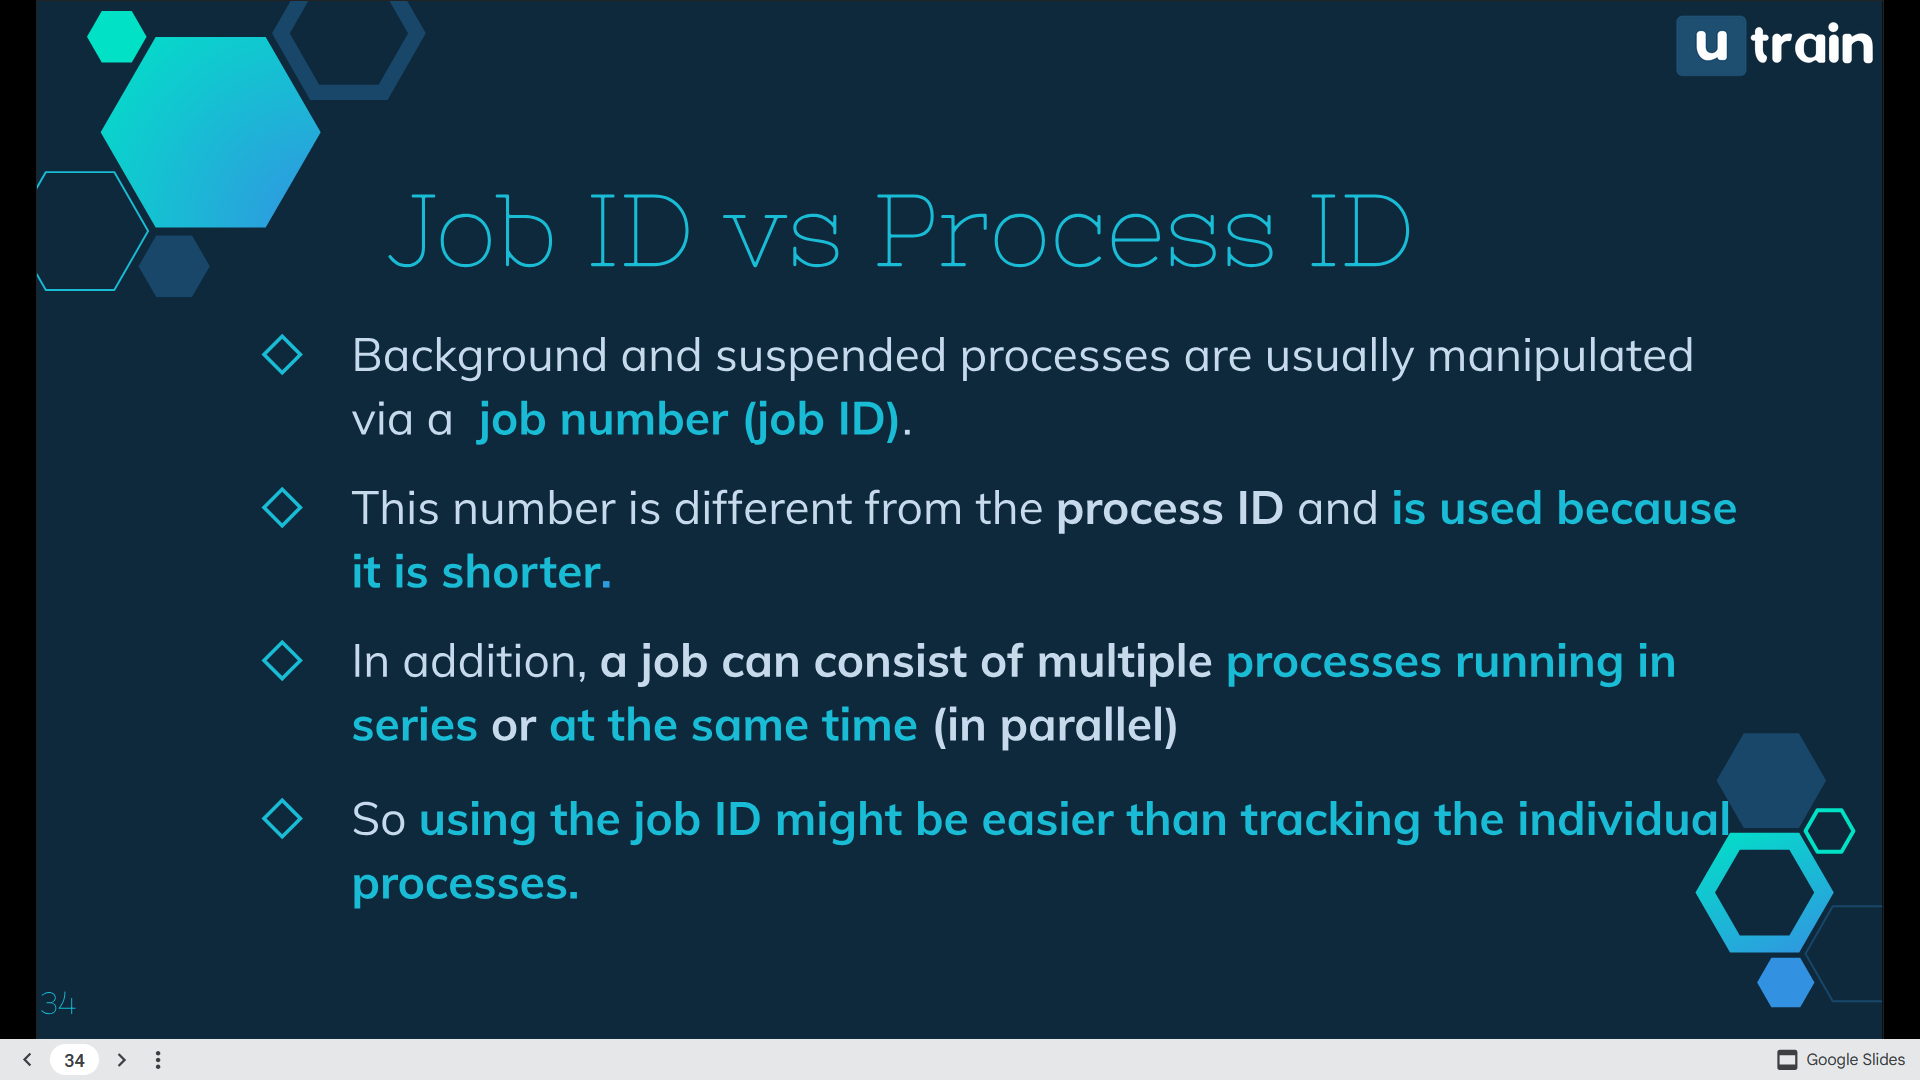 u train
Job ID vs Process ID
Background and suspended processes are usually manipulated
via a job number (job ID).
This number is different from the process ID and is used because
it is shorter.
In addition, a job can consist of multiple processes running in
series or at the same time (in parallel)
So using the job ID might be easier than tracking the individual
processes.
34
34
Google Slides